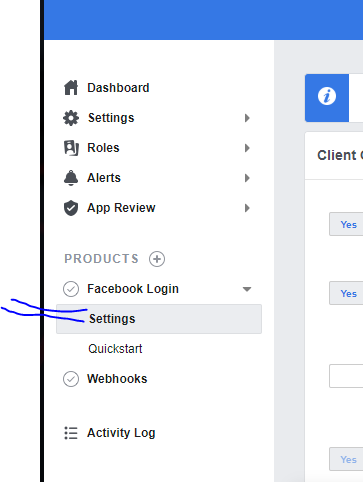 Dashboard
Settings
Roles
Alerts
App Review
PRODUCTS
Facebook Login
Settings
Quickstart
Webhooks
Activity Log
i
Client
Yes
Yes
Yes